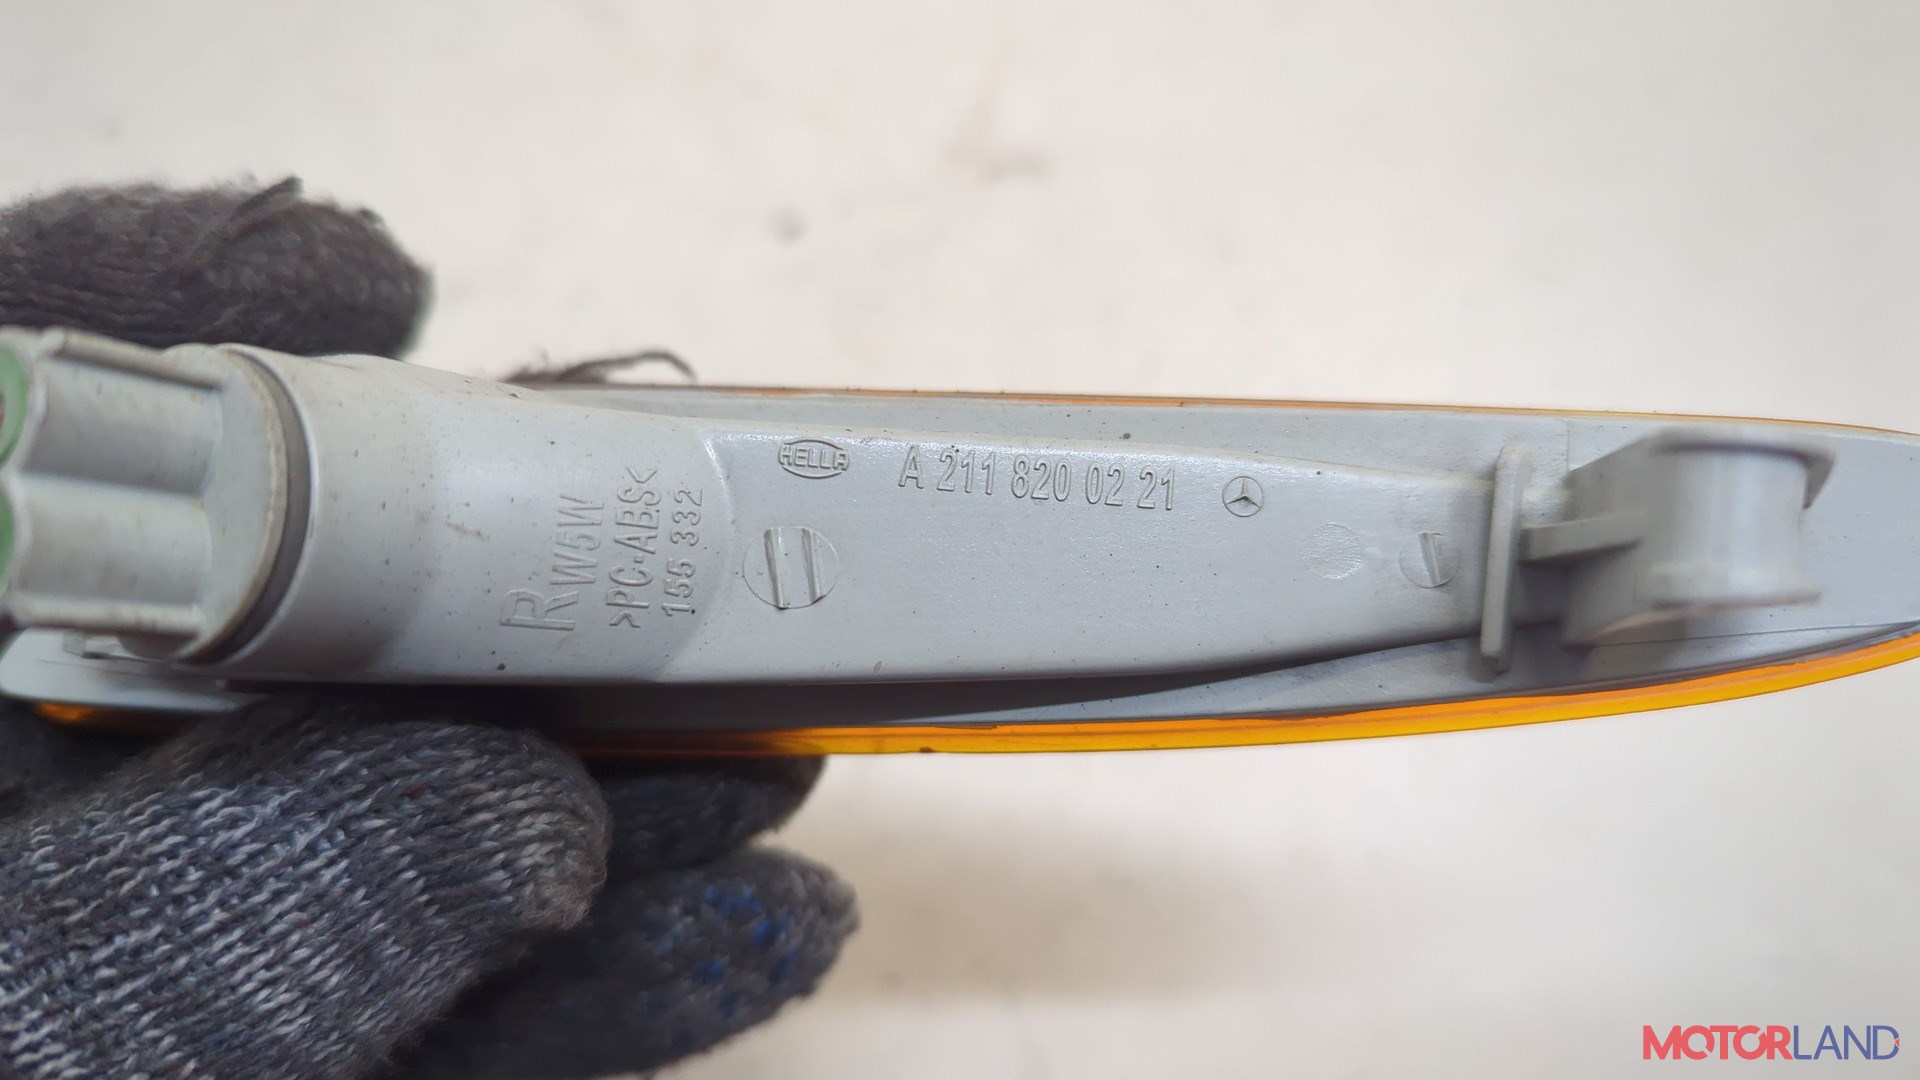 HELLA
A 211 820 02 21
R W5W
>PC-ABS<
155 332
MOTORLAND